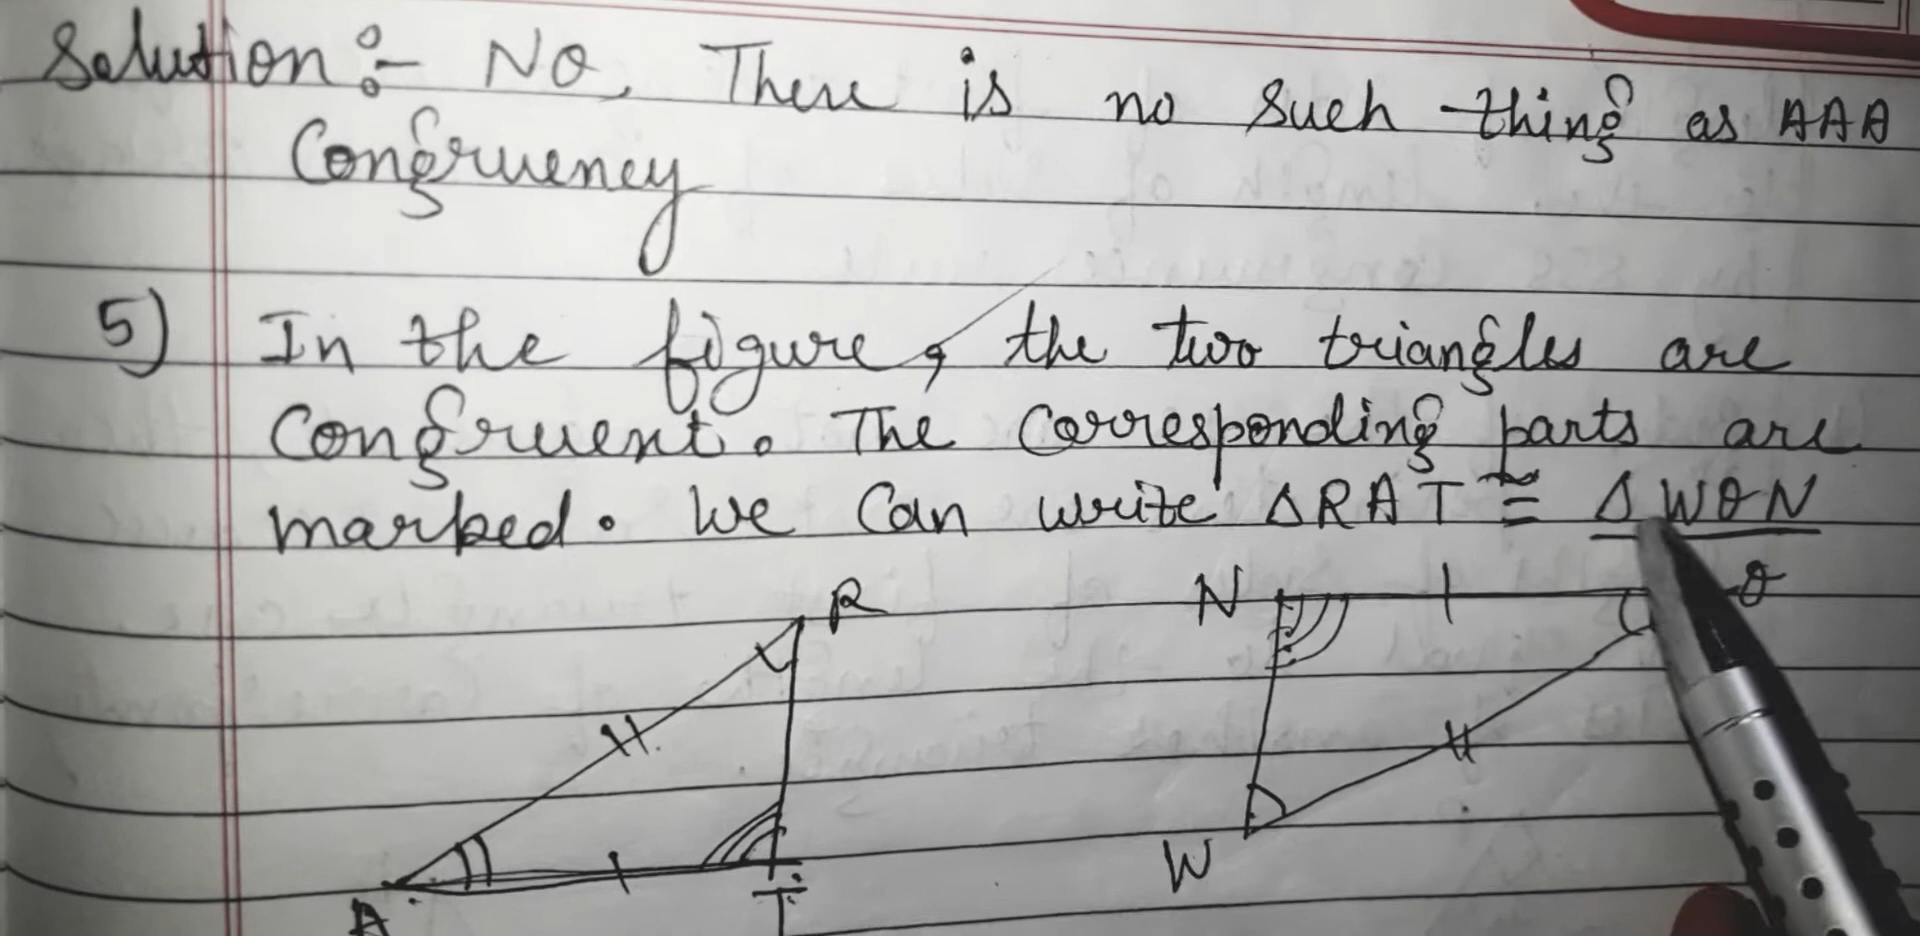 Solution :- No, There is no such thing as AAA
Congruency
5) In the figure, the two triangles are
Congruent. The Corresponding parts are
marked. We Can write ΔRAT ≅ ΔWON
R
N
O
W
A
T